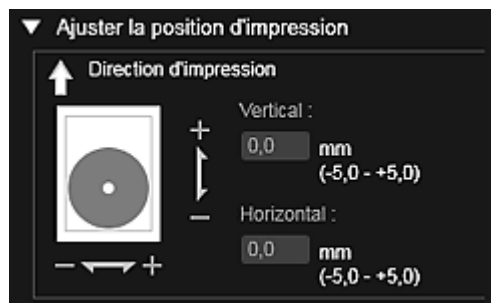 Ajuster la position d'impression
Direction d'impression
Vertical :
+
0,0 mm
(-5,0 - +5,0)
−
Horizontal :
0,0 mm
(-5,0 - +5,0)
− +